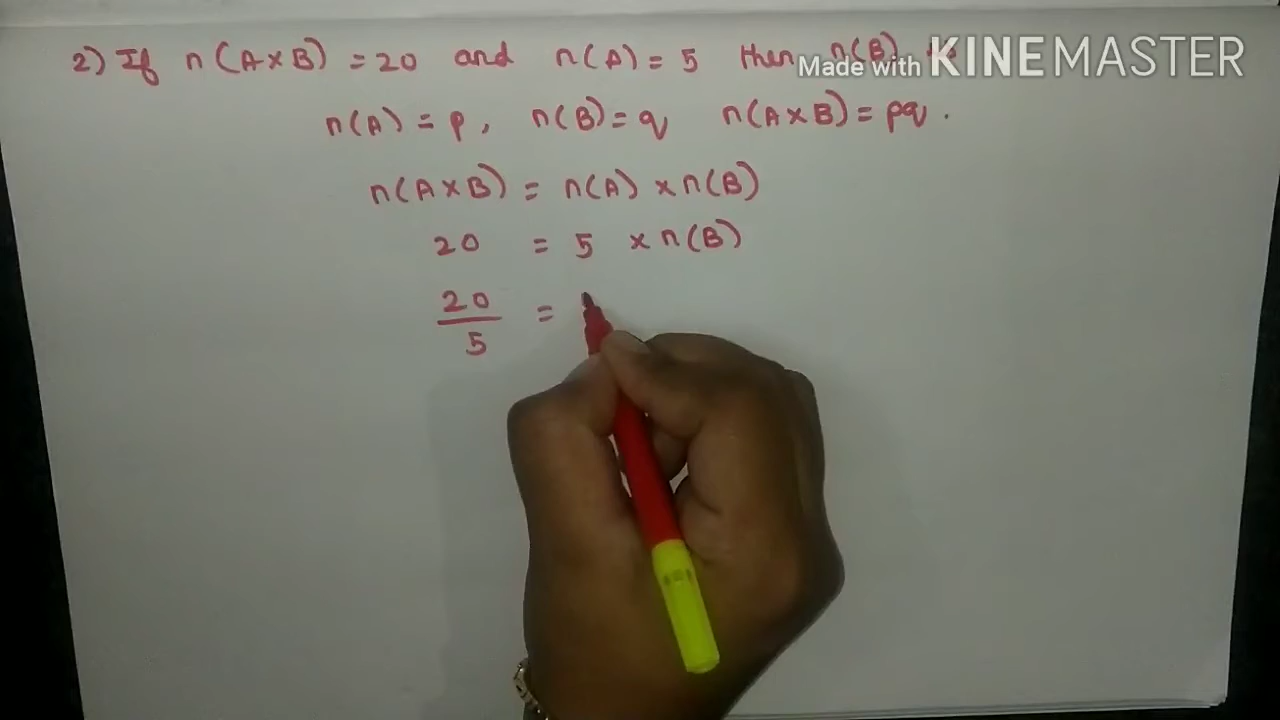 2) If n(A×B) = 20 and n(A) = 5 then n(B)
Made with KINEMASTER
n(A) = p, n(B) = q n(A×B) = pq.
n(A×B) = n(A) × n(B)
20 = 5 × n(B)
20/5 =